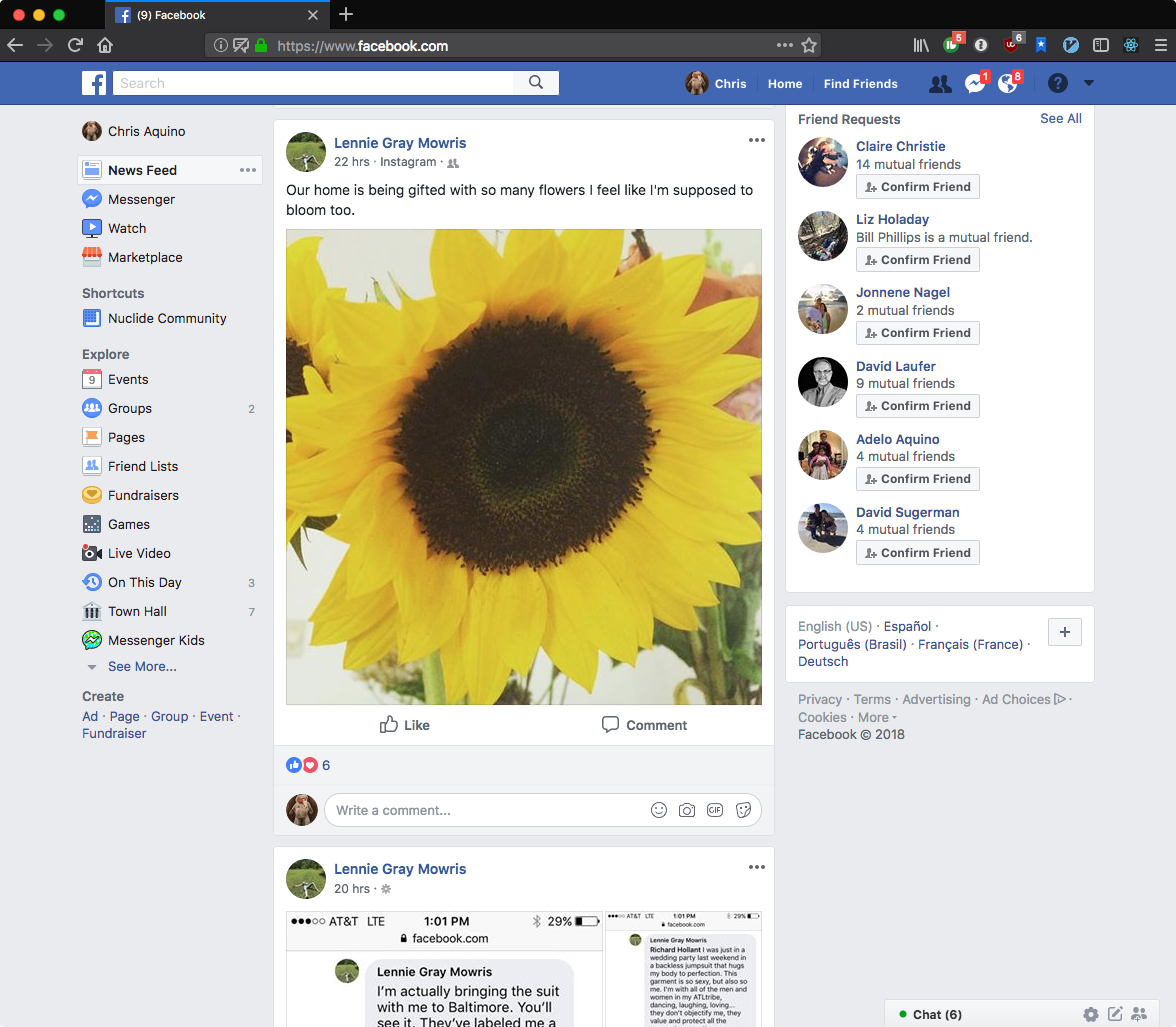 (9) Facebook
https://www.facebook.com
5
6
Search
Chris
Home
Find Friends
1
8
Chris Aquino
News Feed
Messenger
Watch
Marketplace
Shortcuts
Nuclide Community
Explore
9
Events
Groups
2
Pages
Friend Lists
Fundraisers
Games
Live Video
On This Day
3
Town Hall
7
Messenger Kids
See More...
Create
Ad · Page · Group · Event ·
Fundraiser
Lennie Gray Mowris
22 hrs · Instagram ·
Our home is being gifted with so many flowers I feel like I'm supposed to
bloom too.
Like
Comment
6
Write a comment...
GIF
Lennie Gray Mowris
20 hrs ·
AT&T LTE
1:01 PM
29%
facebook.com
Lennie Gray Mowris
I'm actually bringing the suit
with me to Baltimore. You'll
see it. They've labeled me a
AT&T LTE
1:01 PM
29%
facebook.com
Lennie Gray Mowris
Richard Hollant I was just in a
wedding party last weekend in
a backless jumpsuit that hugs
my body to perfection. This
garment is so sexy, but also so
me. I'm with all of the men and
women in my ATLtribe,
dancing, laughing, loving...
they don't objectify me, they
value and protect all the
Friend Requests
See All
Claire Christie
14 mutual friends
Confirm Friend
Liz Holaday
Bill Phillips is a mutual friend.
Confirm Friend
Jonnene Nagel
2 mutual friends
Confirm Friend
David Laufer
9 mutual friends
Confirm Friend
Adelo Aquino
4 mutual friends
Confirm Friend
David Sugerman
4 mutual friends
Confirm Friend
English (US) · Español ·
Português (Brasil) · Français (France) ·
Deutsch
Privacy · Terms · Advertising · Ad Choices ·
Cookies · More
Facebook © 2018
Chat (6)